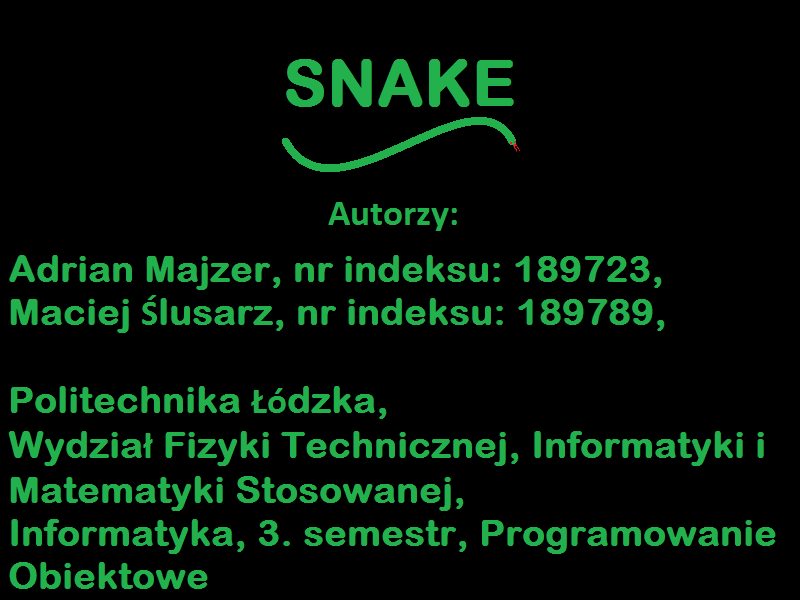 SNAKE
Autorzy:
Adrian Majzer, nr indeksu: 189723,
Maciej Ślusarz, nr indeksu: 189789,
Politechnika Łódzka,
Wydział Fizyki Technicznej, Informatyki i
Matematyki Stosowanej,
Informatyka, 3. semestr, Programowanie
Obiektowe